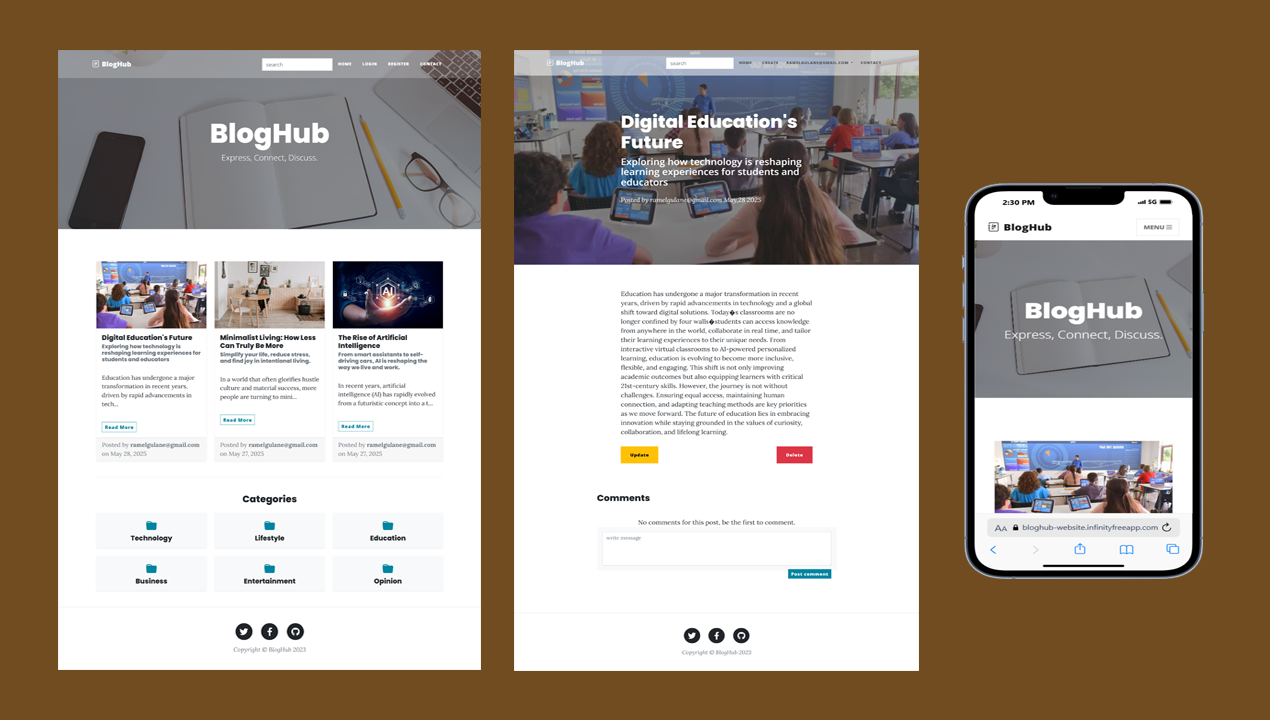 BlogHub
search
HOME
LOGIN
REGISTER
CONTACT
BlogHub
Express, Connect, Discuss.
Digital Education's Future
Exploring how technology is
reshaping learning experiences for
students and educators
Education has undergone a major
transformation in recent years,
driven by rapid advancements in
tech...
Read More
Posted by ramelgulane@gmail.com
on May 28, 2025
Minimalist Living: How Less
Can Truly Be More
Simplify your life, reduce stress,
and find joy in intentional living.
In a world that often glorifies hustle
culture and material success, more
people are turning to mini...
Read More
Posted by ramelgulane@gmail.com
on May 27, 2025
The Rise of Artificial
Intelligence
From smart assistants to self-
driving cars, AI is reshaping the
way we live and work.
In recent years, artificial
intelligence (AI) has rapidly evolved
from a futuristic concept into a t...
Read More
Posted by ramelgulane@gmail.com
on May 27, 2025
AI
Categories
Technology
Lifestyle
Education
Business
Entertainment
Opinion
Copyright © BlogHub 2023
BlogHub
search
HOME
CREATE
RAMELGULANE@GMAIL.COM
CONTACT
Digital Education's
Future
Exploring how technology is reshaping
learning experiences for students and
educators
Posted by ramelgulane@gmail.com May 28 2025
Education has undergone a major transformation in recent
years, driven by rapid advancements in technology and a global
shift toward digital solutions. Today�s classrooms are no
longer confined by four walls�students can access knowledge
from anywhere in the world, collaborate in real time, and tailor
their learning experiences to their unique needs. From
interactive virtual classrooms to AI-powered personalized
learning, education is evolving to become more inclusive,
flexible, and engaging. This shift is not only improving
academic outcomes but also equipping learners with critical
21st-century skills. However, the journey is not without
challenges. Ensuring equal access, maintaining human
connection, and adapting teaching methods are key priorities
as we move forward. The future of education lies in embracing
innovation while staying grounded in the values of curiosity,
collaboration, and lifelong learning.
Update
Delete
Comments
No comments for this post, be the first to comment.
write message
Post comment
Copyright © BlogHub 2023
2:30 PM
5G
BlogHub
MENU
BlogHub
Express, Connect, Discuss.
AA
bloghub-website.infinityfreeapp.com